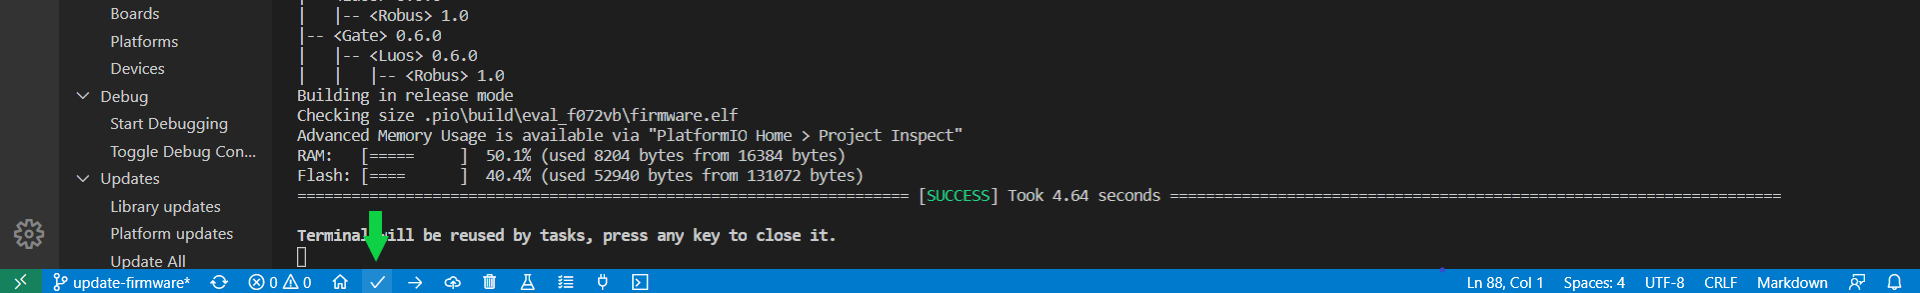 Boards
Platforms
Devices
Debug
Start Debugging
Toggle Debug Con...
Updates
Library updates
Platform updates
Update All
|   |-- <Robus> 1.0
|-- <Gate> 0.6.0
|   |-- <Luos> 0.6.0
|   |   |-- <Robus> 1.0
Building in release mode
Checking size .pio\build\eval_f072vb\firmware.elf
Advanced Memory Usage is available via "PlatformIO Home > Project Inspect"
RAM:   [=====     ]  50.1% (used 8204 bytes from 16384 bytes)
Flash: [====      ]  40.4% (used 52940 bytes from 131072 bytes)
==================================================================== [SUCCESS] Took 4.64 seconds ====================================================================
Terminal will be reused by tasks, press any key to close it.
update-firmware* 0 0 Ln 88, Col 1 Spaces: 4 UTF-8 CRLF Markdown